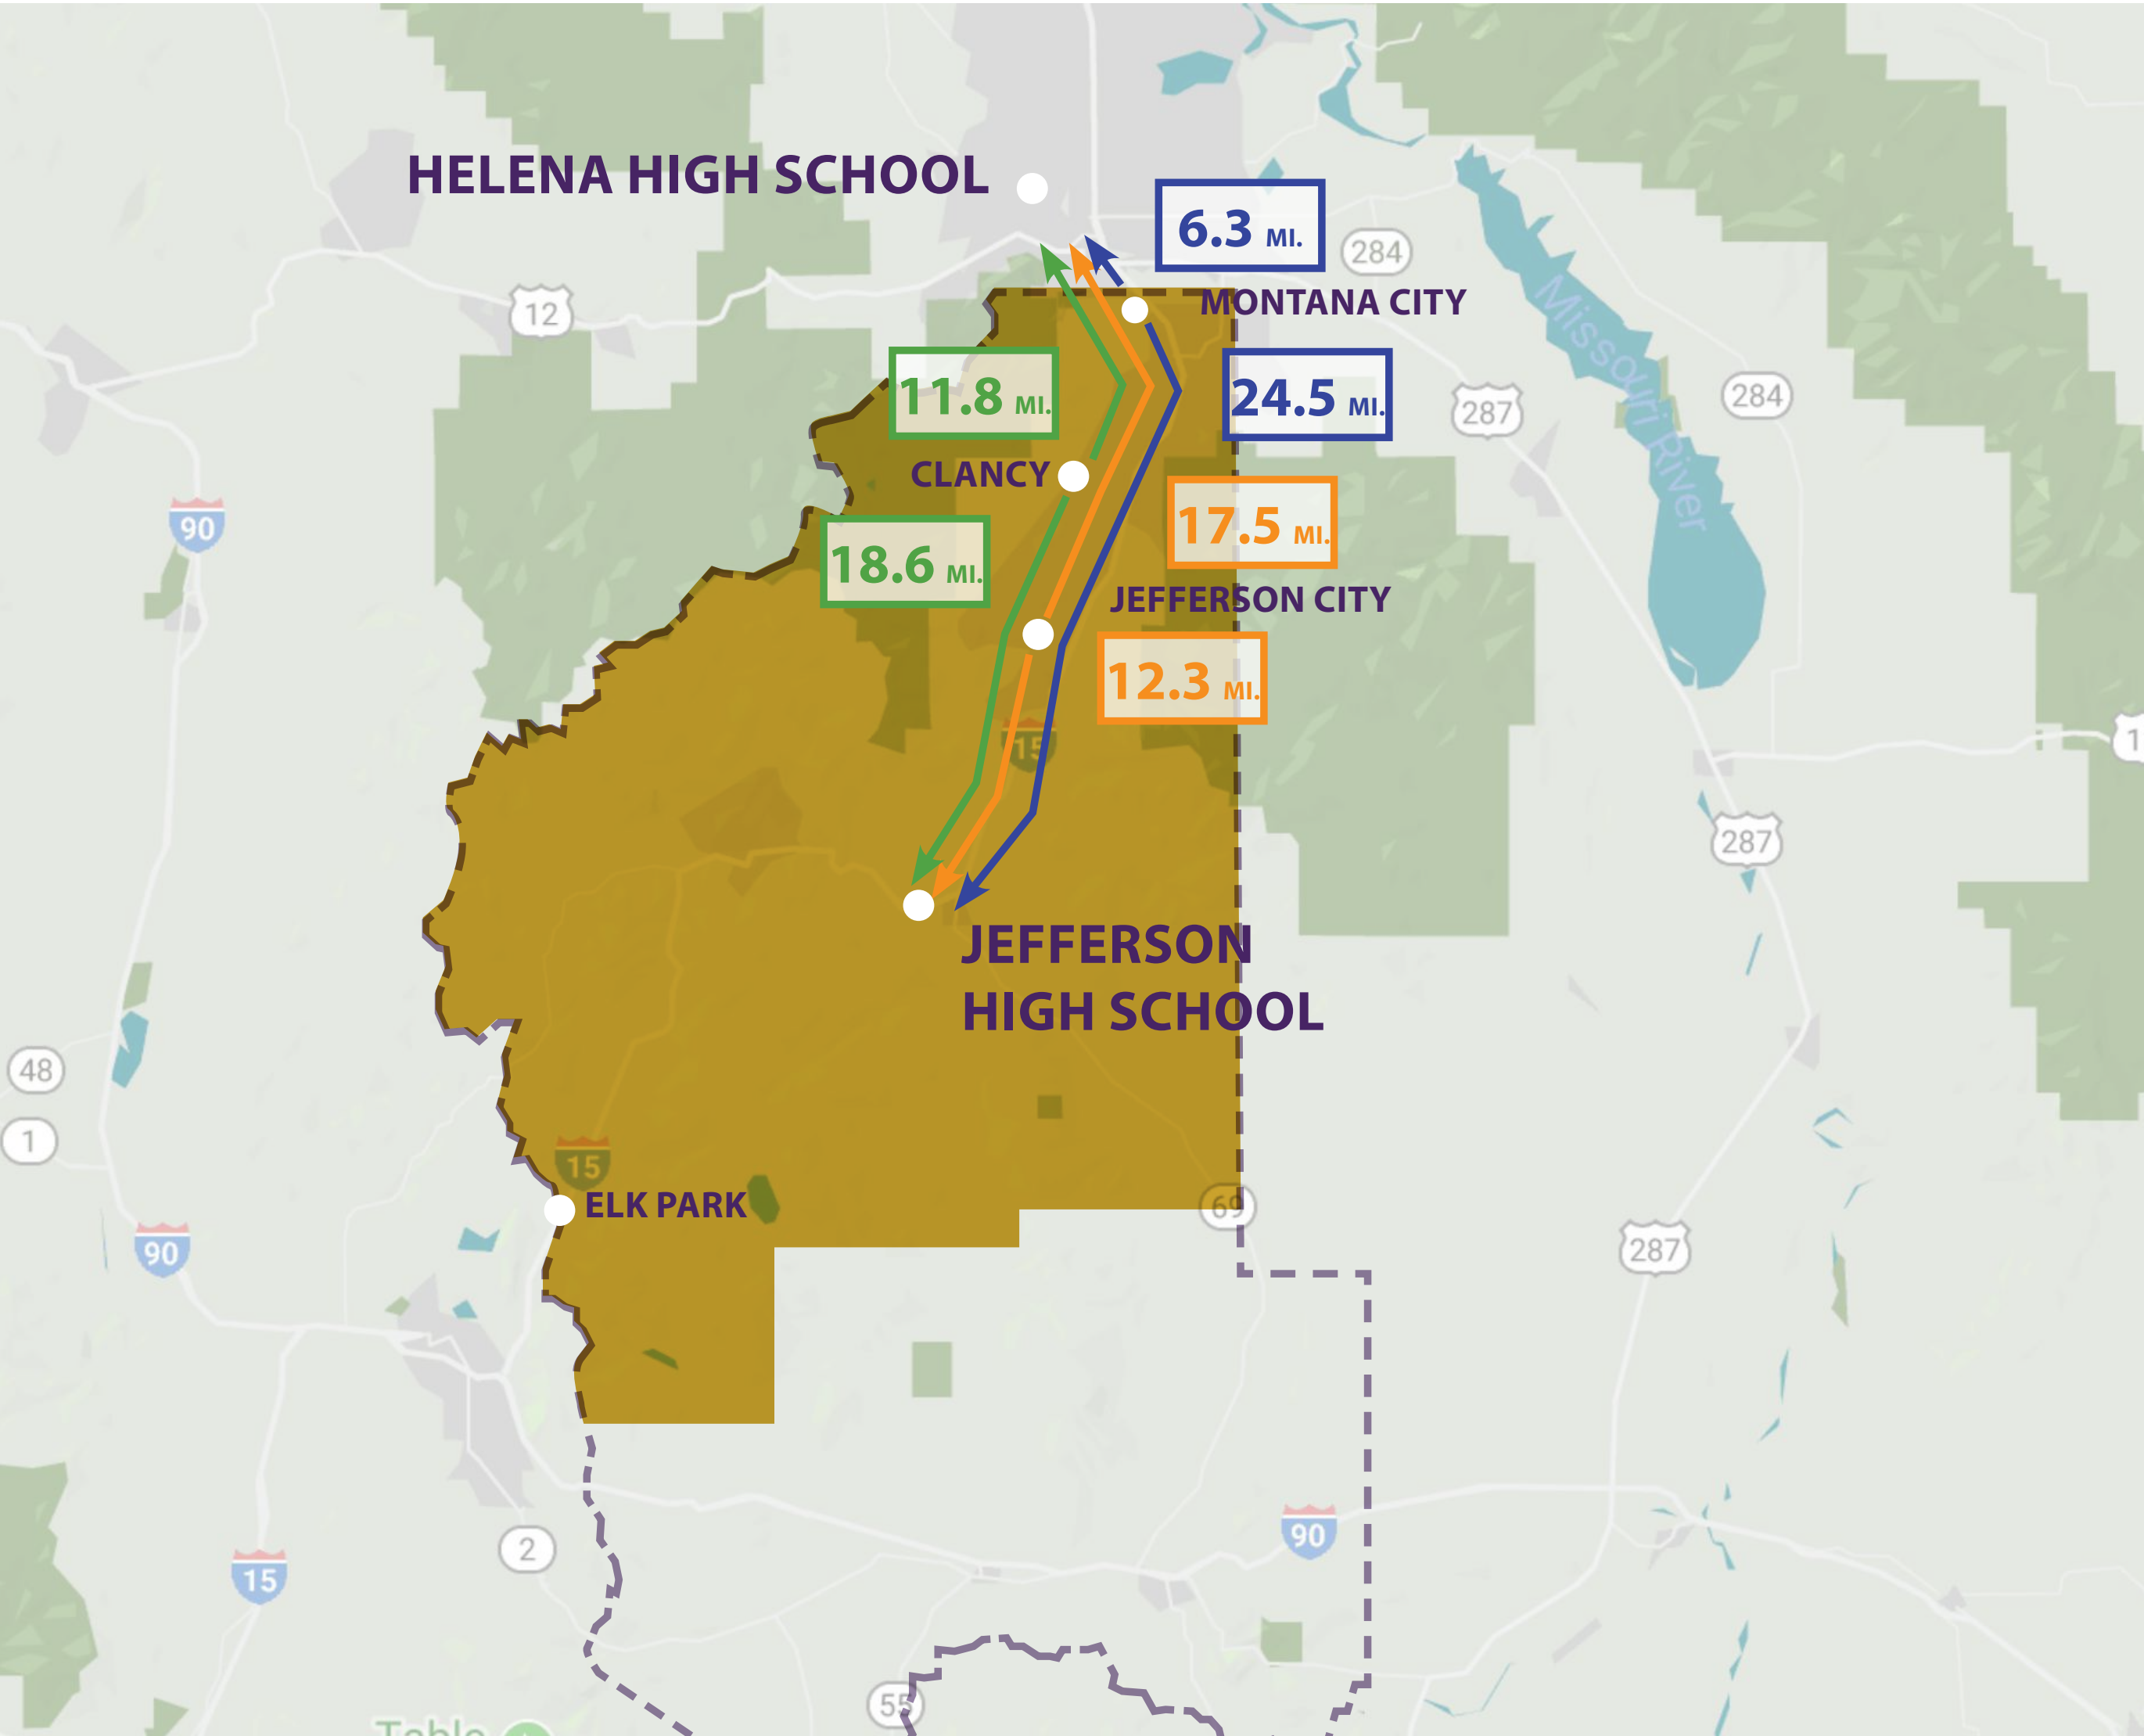 HELENA HIGH SCHOOL
6.3 MI.
284
12
MONTANA CITY
Missouri River
11.8 MI.
24.5 MI.
287
284
CLANCY
90
17.5 MI.
18.6 MI.
JEFFERSON CITY
12.3 MI.
15
1
287
JEFFERSON
HIGH SCHOOL
48
1
15
ELK PARK
69
90
287
90
2
15
55